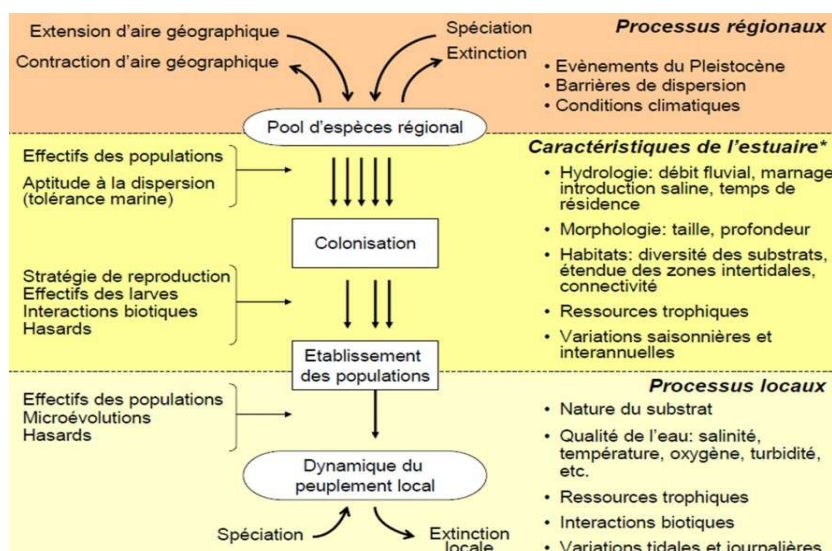 Extension d'aire géographique
Contraction d'aire géographique
Spéciation
Extinction
Processus régionaux
• Evènements du Pleistocène
• Barrières de dispersion
• Conditions climatiques
Pool d'espèces régional
Effectifs des populations
Aptitude à la dispersion
(tolérance marine)
Caractéristiques de l'estuaire*
• Hydrologie: débit fluvial, marnage
introduction saline, temps de
résidence
• Morphologie: taille, profondeur
• Habitats: diversité des substrats,
étendue des zones intertidales,
connectivité
• Ressources trophiques
• Variations saisonnières et
interannuelles
Colonisation
Stratégie de reproduction
Effectifs des larves
Interactions biotiques
Hasards
Etablissement
des populations
Processus locaux
Effectifs des populations
Microévolutions
Hasards
• Nature du substrat
• Qualité de l'eau: salinité,
température, oxygène, turbidité,
etc.
• Ressources trophiques
• Interactions biotiques
• Variations tidales et journalières
Dynamique du
peuplement local
Spéciation
Extinction
locale